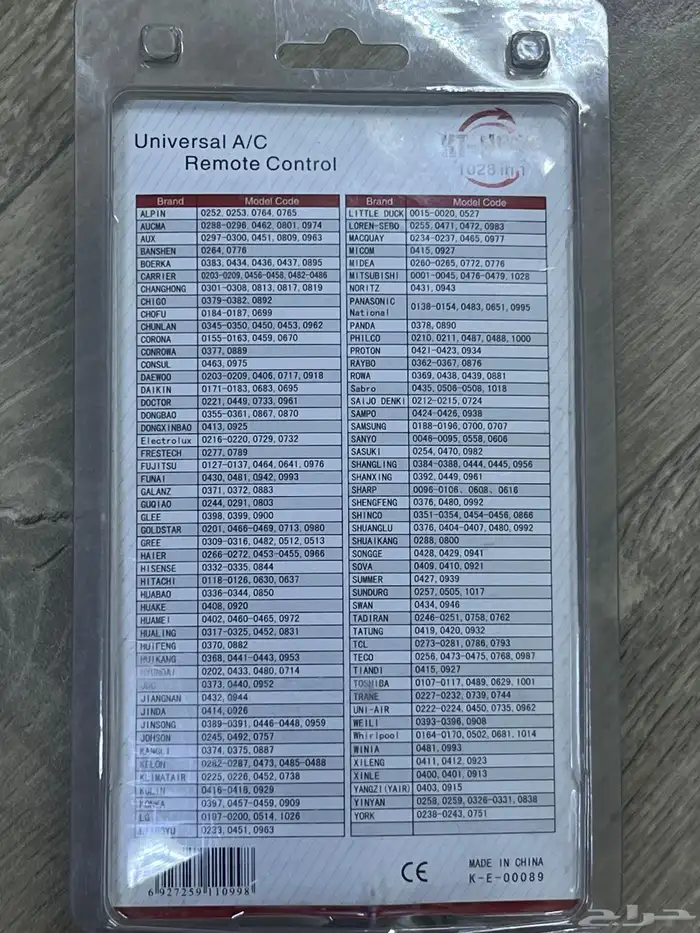 Universal A/C
Remote Control
1028 in 1
Brand Model Code
ALPIN 0252, 0253, 0764, 0765
AUCMA 0288-0296, 0462, 0801, 0974
AUX 0297-0300, 0451, 0809, 0963
BANSHEN 0264, 0776
BOERKA 0383, 0434, 0436, 0437, 0895
CARRIER 0203-0209, 0456-0458, 0482-0486
CHANGHONG 0301-0308, 0813, 0817, 0819
CHIGO 0379-0382, 0892
CHOFU 0184-0187, 0699
CHUNLAN 0345-0350, 0450, 0453, 0962
CORONA 0155-0163, 0459, 0670
CONROWA 0377, 0889
CONSUL 0463, 0975
DAEWOO 0203-0209, 0406, 0717, 0918
DAIKIN 0171-0183, 0683, 0695
DOCTOR 0221, 0449, 0733, 0961
DONGBAO 0355-0361, 0867, 0870
DONGXINBAO 0413, 0925
Electrolux 0216-0220, 0729, 0732
FRESTECH 0277, 0789
FUJITSU 0127-0137, 0464, 0641, 0976
FUNAI 0430, 0481, 0942, 0993
GALANZ 0371, 0372, 0883
GUQIAO 0244, 0291, 0803
GLEE 0398, 0399, 0900
GOLDSTAR 0201, 0466-0469, 0713, 0980
GREE 0309-0316, 0482, 0512, 0513
HAIER 0266-0272, 0453-0455, 0966
HISENSE 0332-0335, 0844
HITACHI 0118-0126, 0630, 0637
HUABAO 0336-0344, 0850
HUAKE 0408, 0920
HUAMEI 0402, 0460-0465, 0972
HUALING 0317-0325, 0452, 0831
HUIFENG 0370, 0882
HUIKANG 0368, 0441-0443, 0953
HYUNDAI 0202, 0433, 0480, 0714
0373, 0440, 0952
JIANGNAN 0432, 0944
JINDA 0414, 0926
JINSONG 0389-0391, 0446-0448, 0959
JOHSON 0245, 0492, 0757
KANGLI 0374, 0375, 0887
KELON 0282-0287, 0473, 0485-0488
KLIMATAIR 0225, 0226, 0452, 0738
KOLIN 0416-0418, 0929
KONKA 0397, 0457-0459, 0909
LG 0197-0200, 0514, 1026
0233, 0451, 0963
Brand Model Code
LITTLE DUCK 0015-0020, 0527
LOREN-SEBO 0255, 0471, 0472, 0983
MACQUAY 0234-0237, 0465, 0977
MICOM 0415, 0927
MIDEA 0260-0265, 0772, 0776
MITSUBISHI 0001-0045, 0476-0479, 1028
NORITZ 0431, 0943
PANASONIC
National 0138-0154, 0483, 0651, 0995
PANDA 0378, 0890
PHILCO 0210, 0211, 0487, 0488, 1000
PROTON 0421-0423, 0934
RAYBO 0362-0367, 0876
ROWA 0369, 0438, 0439, 0881
Sabro 0435, 0506-0508, 1018
SAIJO DENKI 0212-0215, 0724
SAMPO 0424-0426, 0938
SAMSUNG 0188-0196, 0700, 0707
SANYO 0046-0095, 0558, 0606
SASUKI 0254, 0470, 0982
SHANGLING 0384-0388, 0444, 0445, 0956
SHANXING 0392, 0449, 0961
SHARP 0096-0106、0608、0616
SHENGFENG 0376, 0480, 0992
SHINCO 0351-0354, 0454-0456, 0866
SHUANGLU 0376, 0404-0407, 0480, 0992
SHUAIKANG 0288, 0800
SONGGE 0428, 0429, 0941
SOVA 0409, 0410, 0921
SUMMER 0427, 0939
SUNDURG 0257, 0505, 1017
SWAN 0434, 0946
TADIRAN 0246-0251, 0758, 0762
TATUNG 0419, 0420, 0932
TCL 0273-0281, 0786, 0793
TECO 0256, 0473-0475, 0768, 0987
TIANDI 0415, 0927
TOSHIBA 0107-0117, 0489, 0629, 1001
TRANE 0227-0232, 0739, 0744
UNI-AIR 0222-0224, 0450, 0735, 0962
WEILI 0393-0396, 0908
Whirlpool 0164-0170, 0502, 0681, 1014
WINIA 0481, 0993
XILENG 0411, 0412, 0923
XINLE 0400, 0401, 0913
YANGZI(YAIR) 0403, 0915
YINYAN 0258, 0259, 0326-0331, 0838
YORK 0238-0243, 0751
6 927259 110998
CE
MADE IN CHINA
K-E-00089
حراج